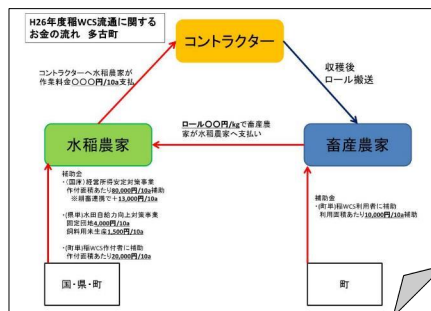 H26年度稲WCS流通に関する
お金の流れ 多古町
コントラクター
コントラクターへ水稲農家が
作業料金〇〇〇円/10a支払
収穫後
ロール搬送
水稲農家
ロール〇〇円/kgで畜産農
家が水稲農家へ支払い
畜産農家
補助金
・(国庫)経営所得安定対策事業
作付面積あたり80,000円/10a補助
※耕畜連携で+13,000円/10a
・(県単)水田自給力向上対策事業
固定団地4,000円/10a
飼料用米生産1,500円/10a
・(町単)稲WCS作付者に補助
作付面積あたり20,000円/10a
補助金
・(町単)稲WCS利用者に補助
利用面積あたり10,000円/10a補助
国・県・町
町